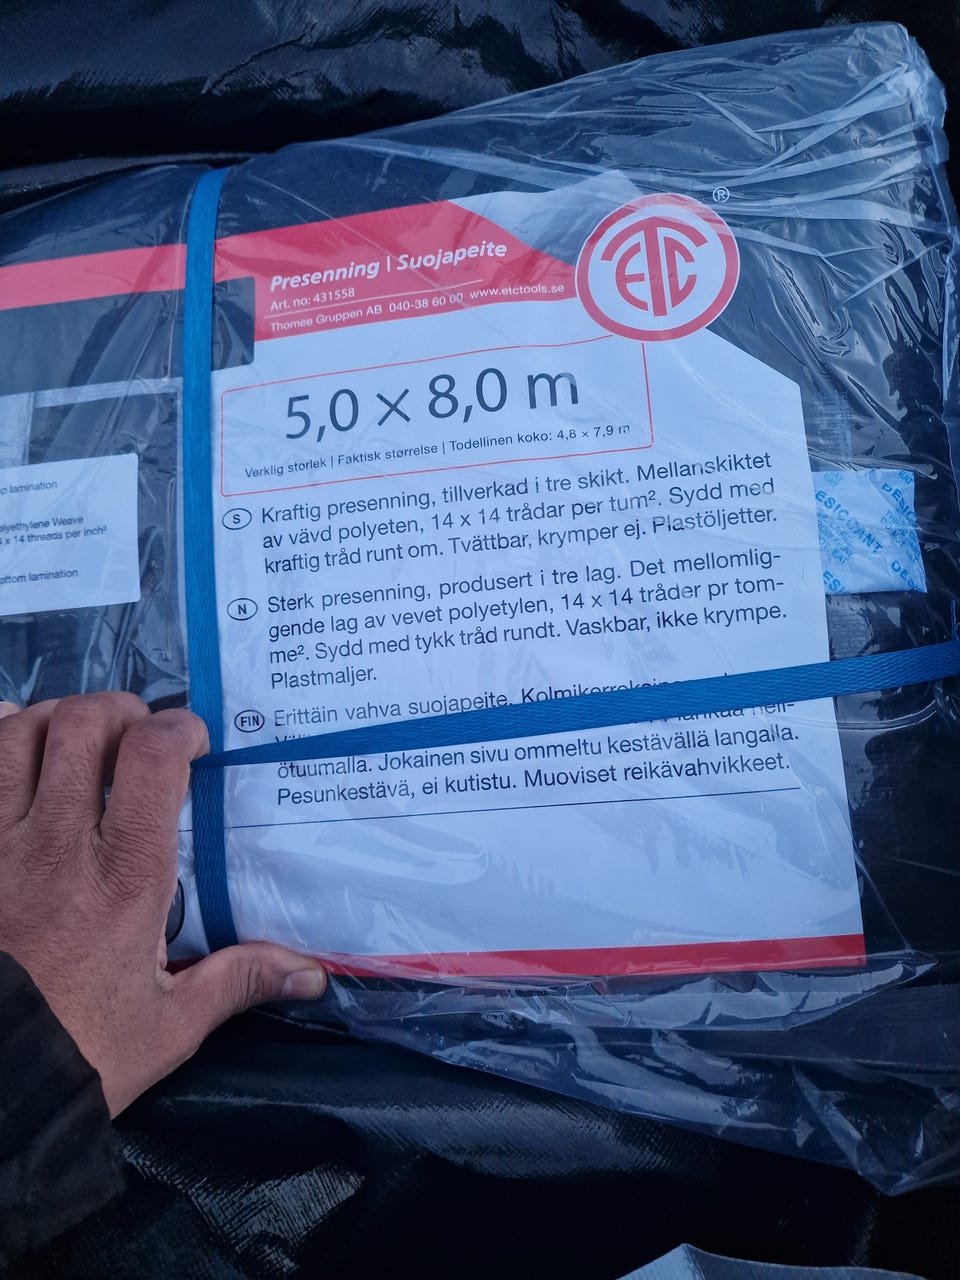 Presenning | Suojapeite
Art. no: 431558
Thomée Gruppen AB 040-38 60 00 www.etctools.se
ETC
®
5,0 × 8,0 m
Verklig storlek | Faktisk størrelse | Todellinen koko: 4,8 × 7,9 m
S Kraftig presenning, tillverkad i tre skikt. Mellanskiktet
av vävd polyeten, 14 x 14 trådar per tum². Sydd med
kraftig tråd runt om. Tvättbar, krymper ej. Plastöljetter.
N Sterk presenning, produsert i tre lag. Det mellomlig-
gende lag av vevet polyetylen, 14 x 14 tråder pr tom-
me². Sydd med tykk tråd rundt. Vaskbar, ikke krympe.
Plastmaljer.
FIN Erittäin vahva suojapeite.
ötuumalla. Jokainen sivu ommeltu kestävällä langalla.
Pesunkestävä, ei kutistu. Muoviset reikävahvikkeet.
lamination
Weave
x 14 threads per inch²
lamination
DESICCANT